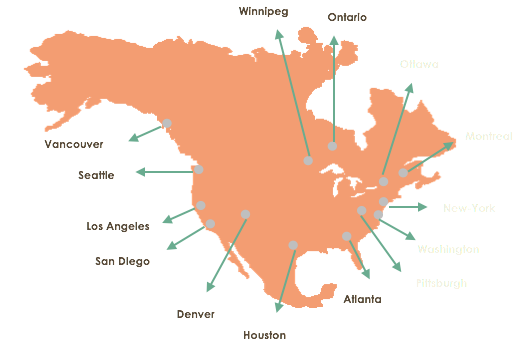 Winnipeg
Ontario
Ottawa
Montreal
Vancouver
Seattle
New York
Los Angeles
Washington
San Diego
Pittsburgh
Atlanta
Denver
Houston